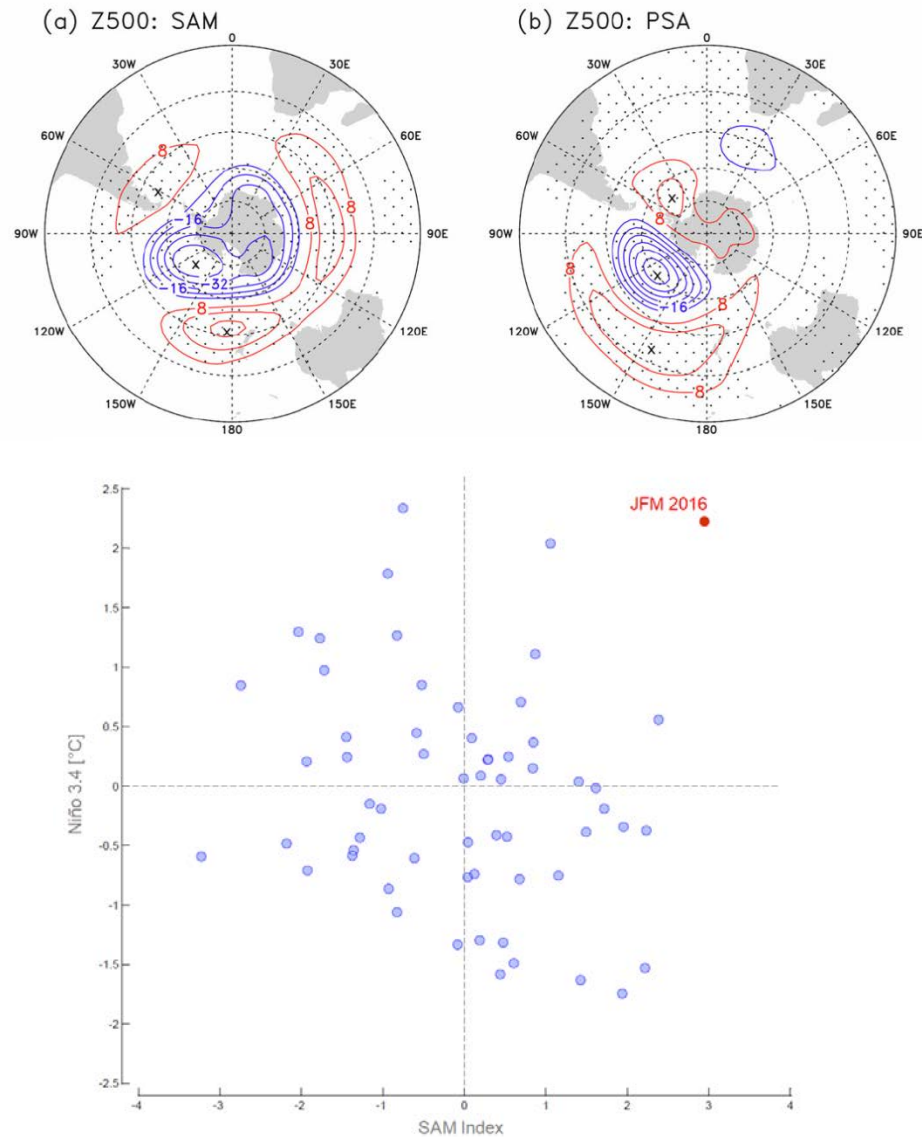 (a) Z500: SAM
(b) Z500: PSA
0
30W
30E
60W
60E
90W
90E
120W
120E
150W
150E
180
8
-16
8
8
-16
-32
8
0
30W
30E
60W
60E
90W
90E
120W
120E
150W
150E
180
8
8
-16
8
8
JFM 2016
2.5
2
1.5
1
0.5
0
-0.5
-1
-1.5
-2
-2.5
Niño 3.4 [°C]
-4
-3
-2
-1
0
1
2
3
4
SAM Index